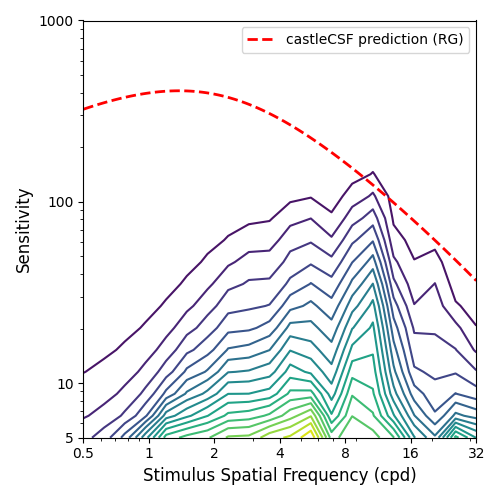 1000
castleCSF prediction (RG)
100
Sensitivity
10
5
0.5 1 2 4 8 16 32
Stimulus Spatial Frequency (cpd)